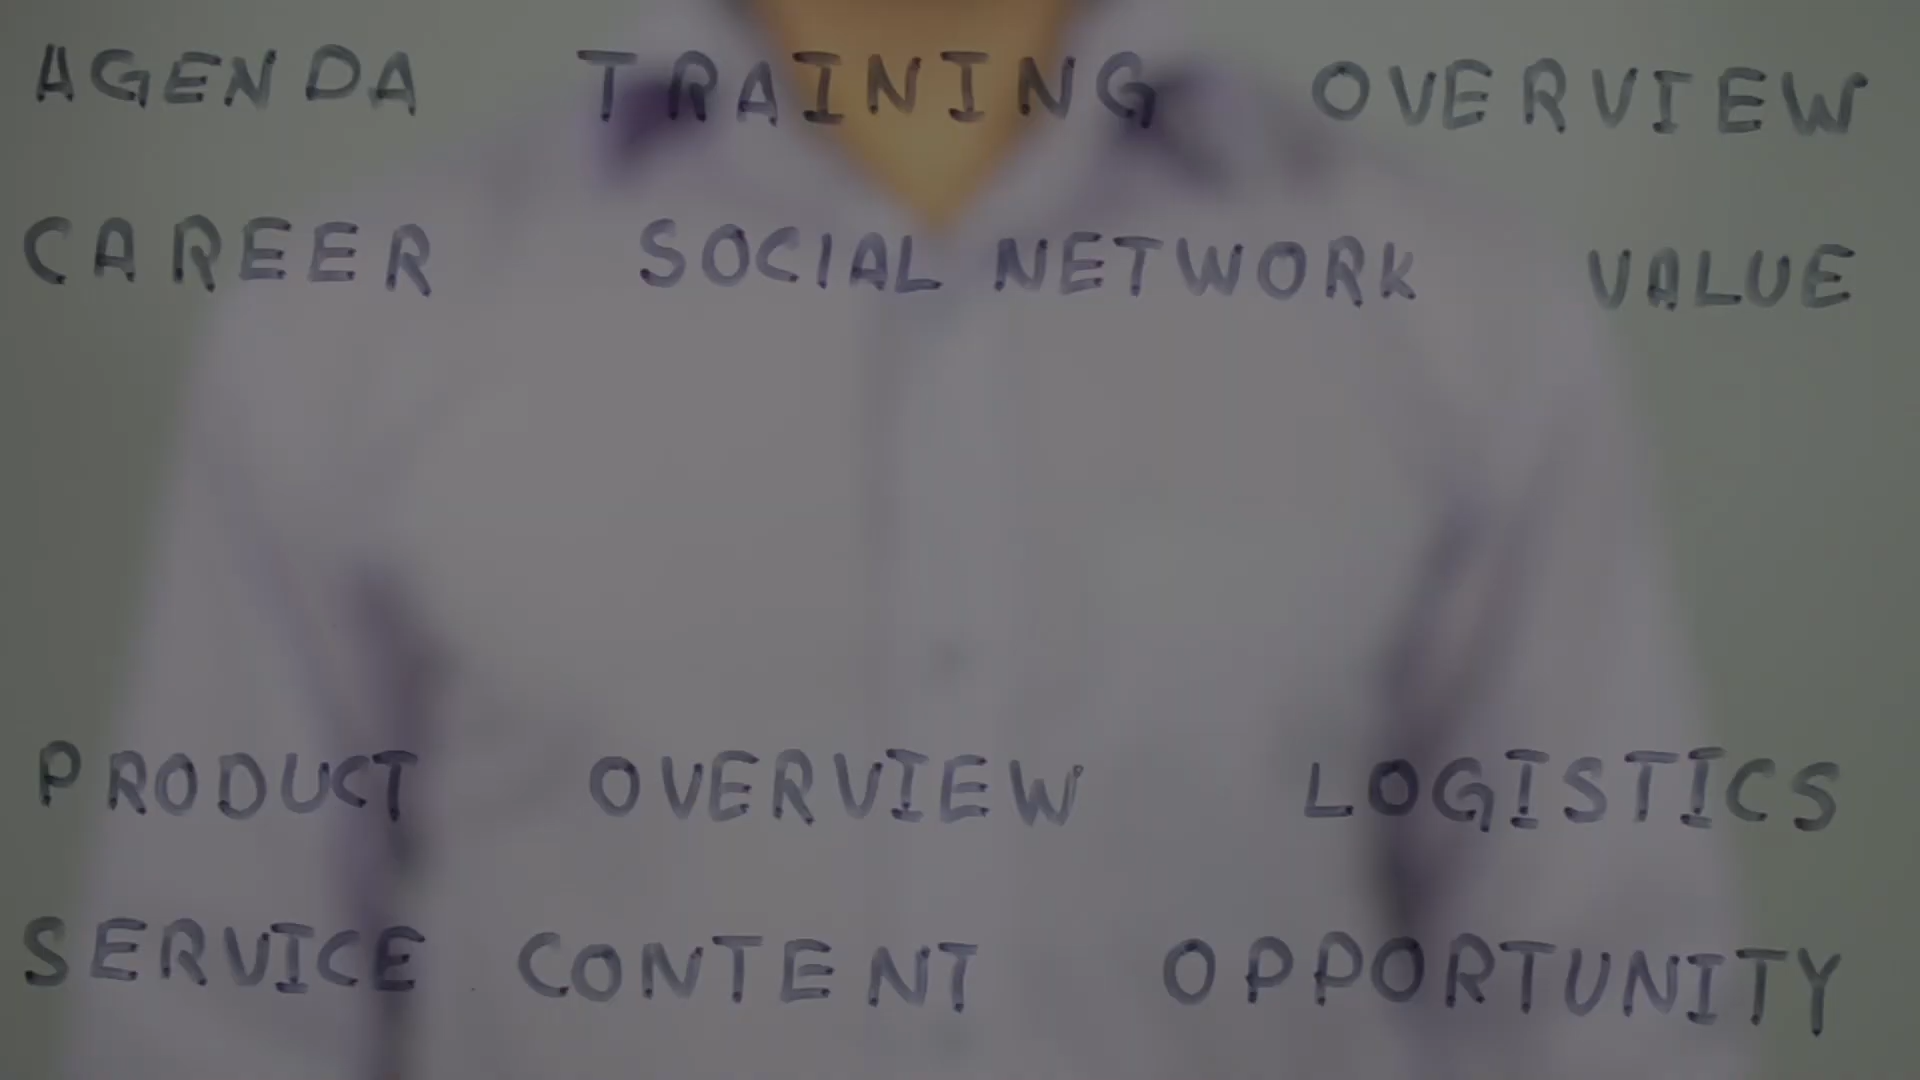 AGENDA TRAINING OVERVIEW
CAREER SOCIAL NETWORK VALUE
PRODUCT OVERVIEW LOGISTICS
SERVICE CONTENT OPPORTUNITY